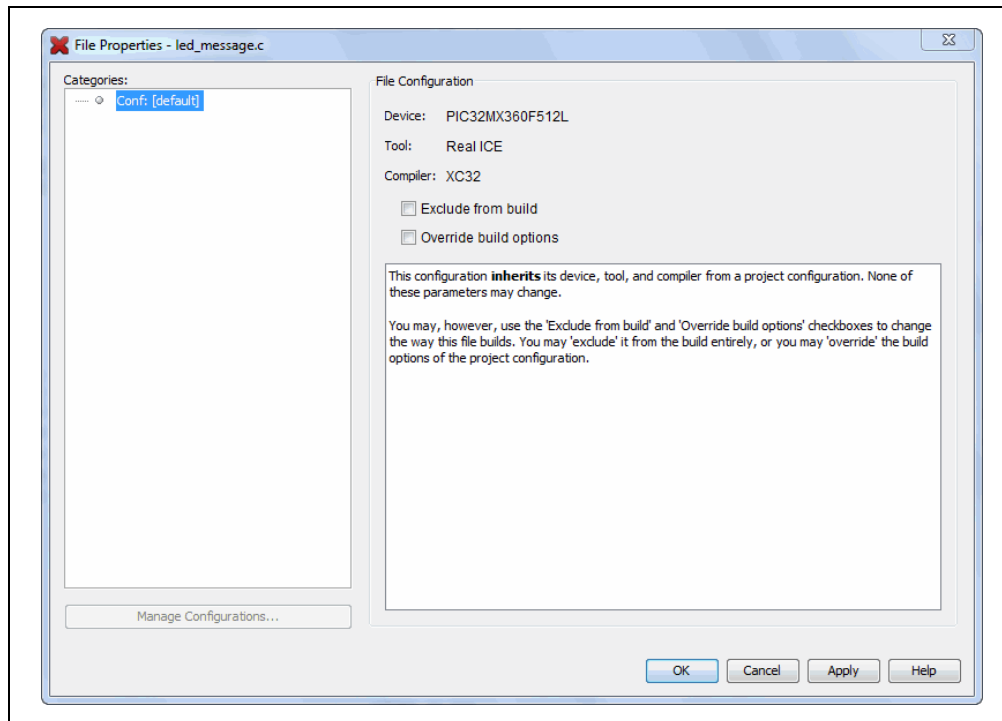 File Properties - led_message.c
Categories:
Conf: [default]
Manage Configurations...
File Configuration
Device: PIC32MX360F512L
Tool: Real ICE
Compiler: XC32
Exclude from build
Override build options
This configuration inherits its device, tool, and compiler from a project configuration. None of
these parameters may change.
You may, however, use the 'Exclude from build' and 'Override build options' checkboxes to change
the way this file builds. You may 'exclude' it from the build entirely, or you may 'override' the build
options of the project configuration.
OK Cancel Apply Help